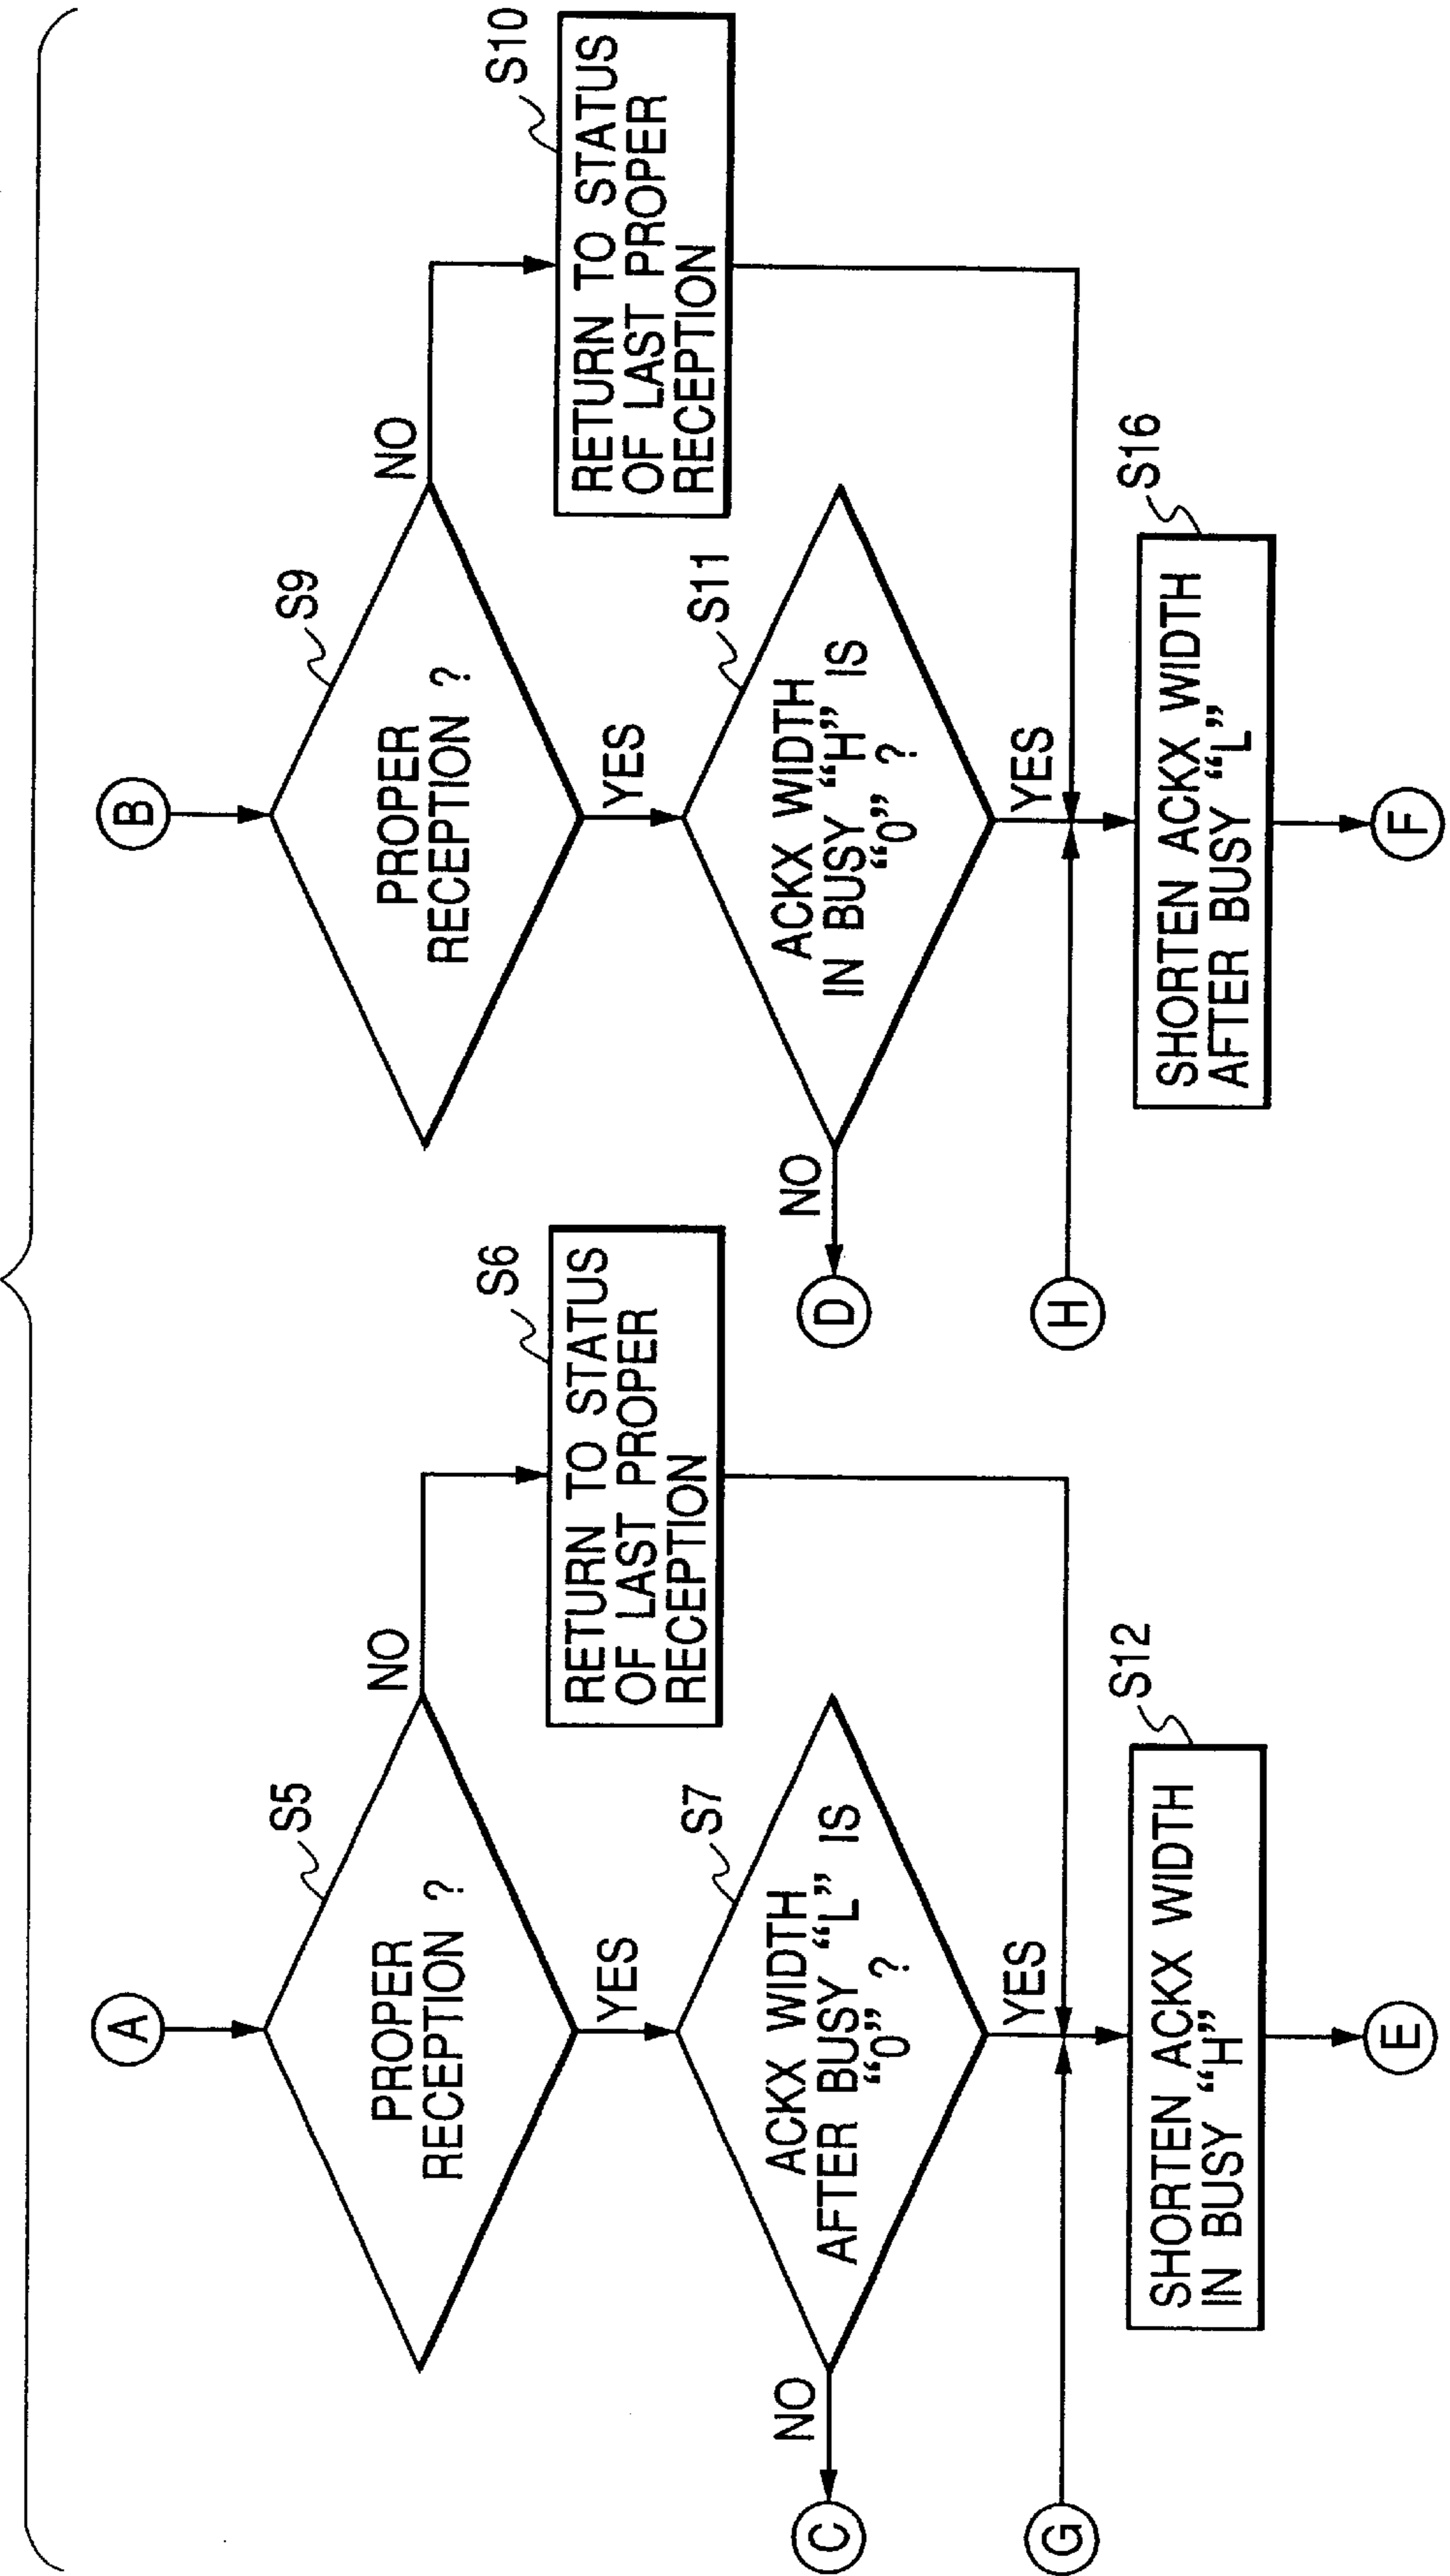 A
S5
PROPER
RECEPTION ?
NO
YES
S6
RETURN TO STATUS
OF LAST PROPER
RECEPTION
S7
ACKX WIDTH
AFTER BUSY “L” IS
“0” ?
NO
C
YES
G
S12
SHORTEN ACKX WIDTH
IN BUSY “H”
E
B
S9
PROPER
RECEPTION ?
NO
YES
S10
RETURN TO STATUS
OF LAST PROPER
RECEPTION
S11
ACKX WIDTH
IN BUSY “H” IS
“0” ?
NO
D
YES
H
S16
SHORTEN ACKX WIDTH
AFTER BUSY “L”
F